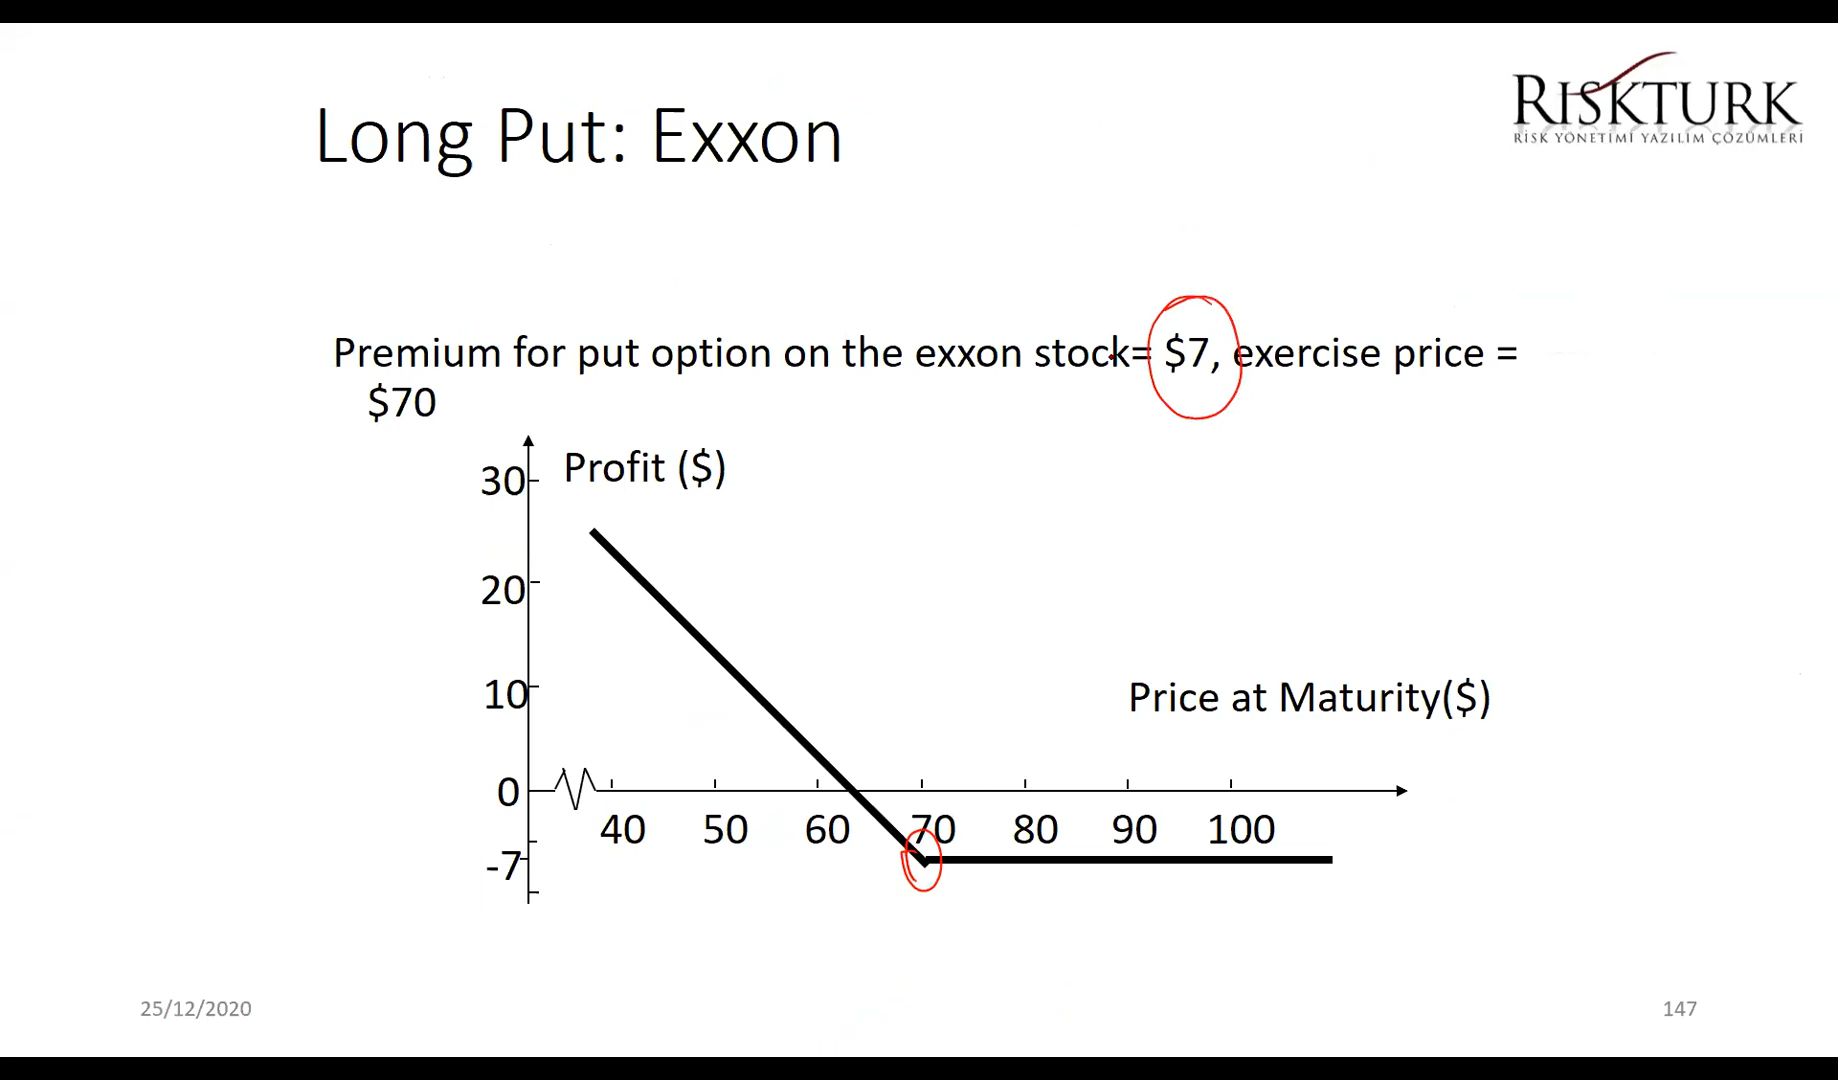 RISKTURK
RİSK YÖNETİMİ YAZILIM ÇÖZÜMLERİ
Long Put: Exxon
Premium for put option on the exxon stock= $7, exercise price =
$70
Profit ($)
30
20
10
Price at Maturity($)
0
40 50 60 70 80 90 100
-7
25/12/2020
147